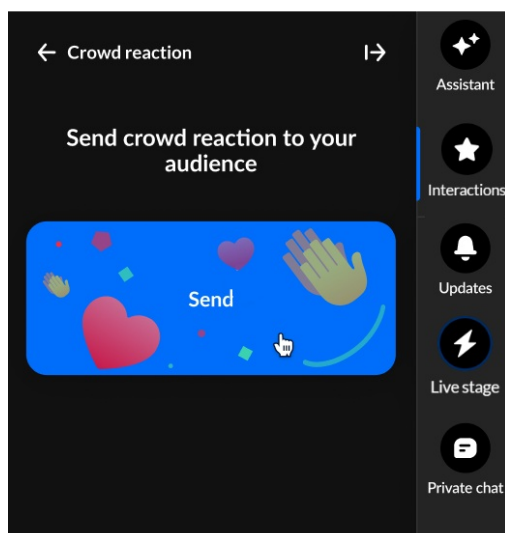 Crowd reaction
Send crowd reaction to your
audience
Send
Assistant
Interactions
Updates
Live stage
Private chat